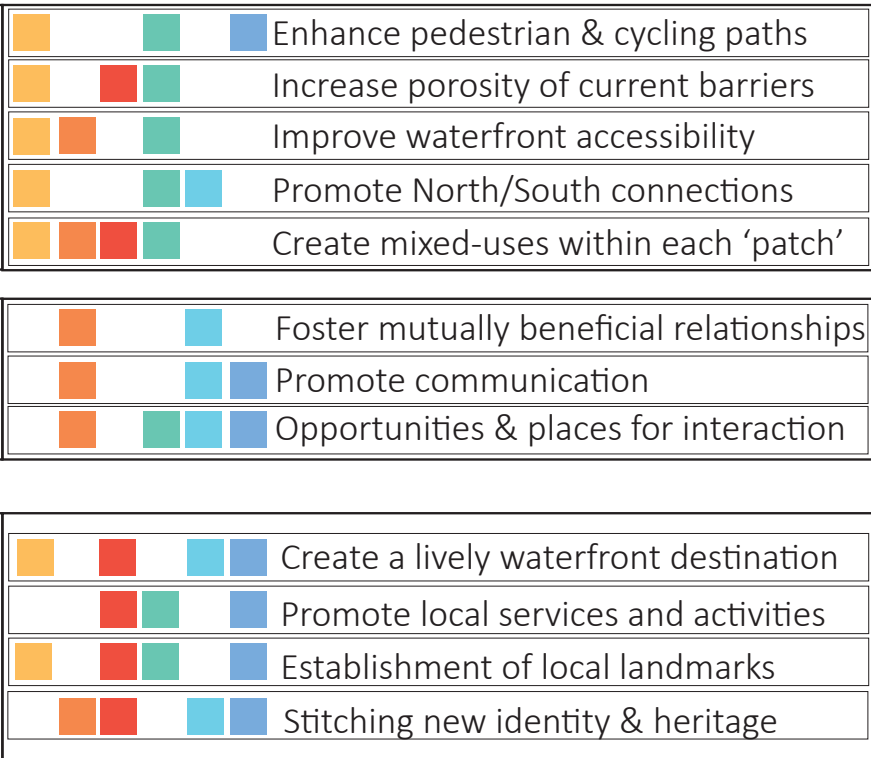 Enhance pedestrian & cycling paths
Increase porosity of current barriers
Improve waterfront accessibility
Promote North/South connections
Create mixed-uses within each ‘patch’
Foster mutually beneficial relationships
Promote communication
Opportunities & places for interaction
Create a lively waterfront destination
Promote local services and activities
Establishment of local landmarks
Stitching new identity & heritage